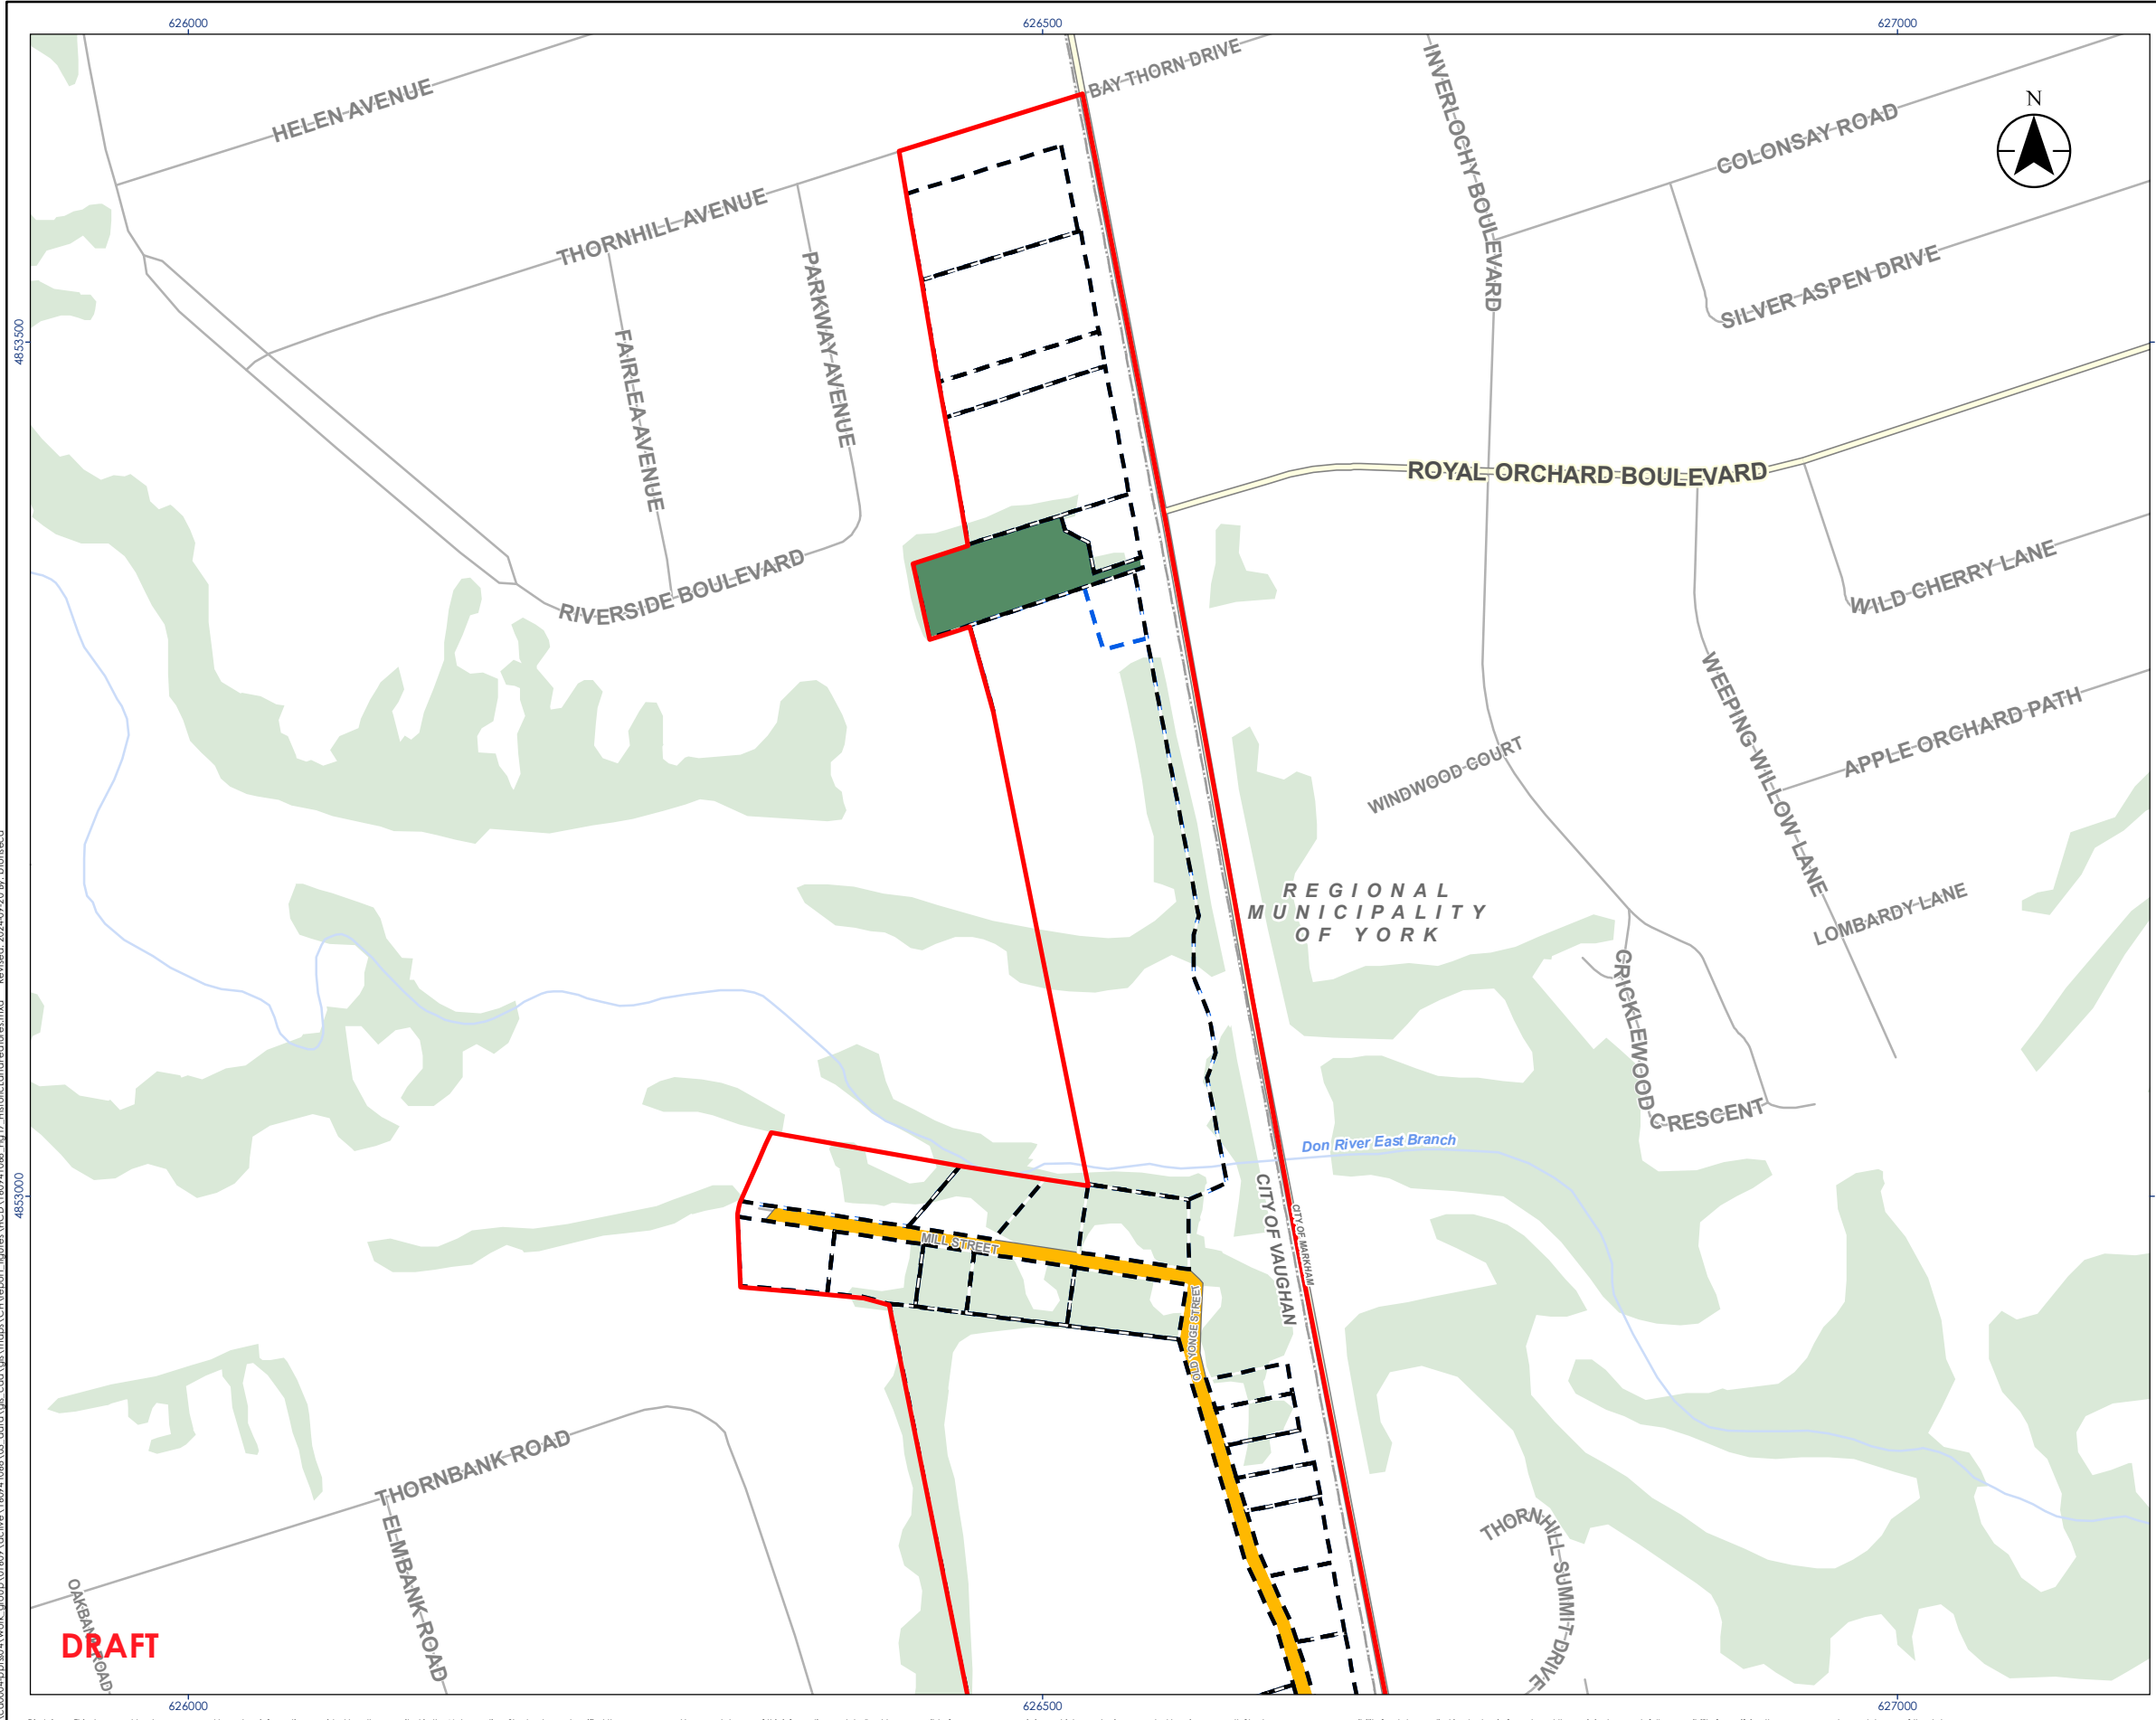 626000
626500
627000
HELEN AVENUE
BAY THORN DRIVE
INVERLOCHY BOULEVARD
COLONSAY ROAD
N
THORNHILL AVENUE
PARKWAY AVENUE
SILVER ASPEN DRIVE
4853500
FAIRLEA AVENUE
ROYAL ORCHARD BOULEVARD
RIVERSIDE BOULEVARD
WILD CHERRY LANE
WEEPING WILLOW LANE
APPLE ORCHARD PATH
WINDWOOD COURT
REGIONAL
MUNICIPALITY
OF YORK
LOMBARDY LANE
CRICKLEWOOD
CRESCENT
Don River East Branch
4853000
CITY OF VAUGHAN
CITY OF MARKHAM
MILL STREET
OLD YONGE STREET
THORNBANK ROAD
ELMBANK ROAD
THORNHILL SUMMIT DRIVE
OAKBANK ROAD
DRAFT
626000
626500
627000